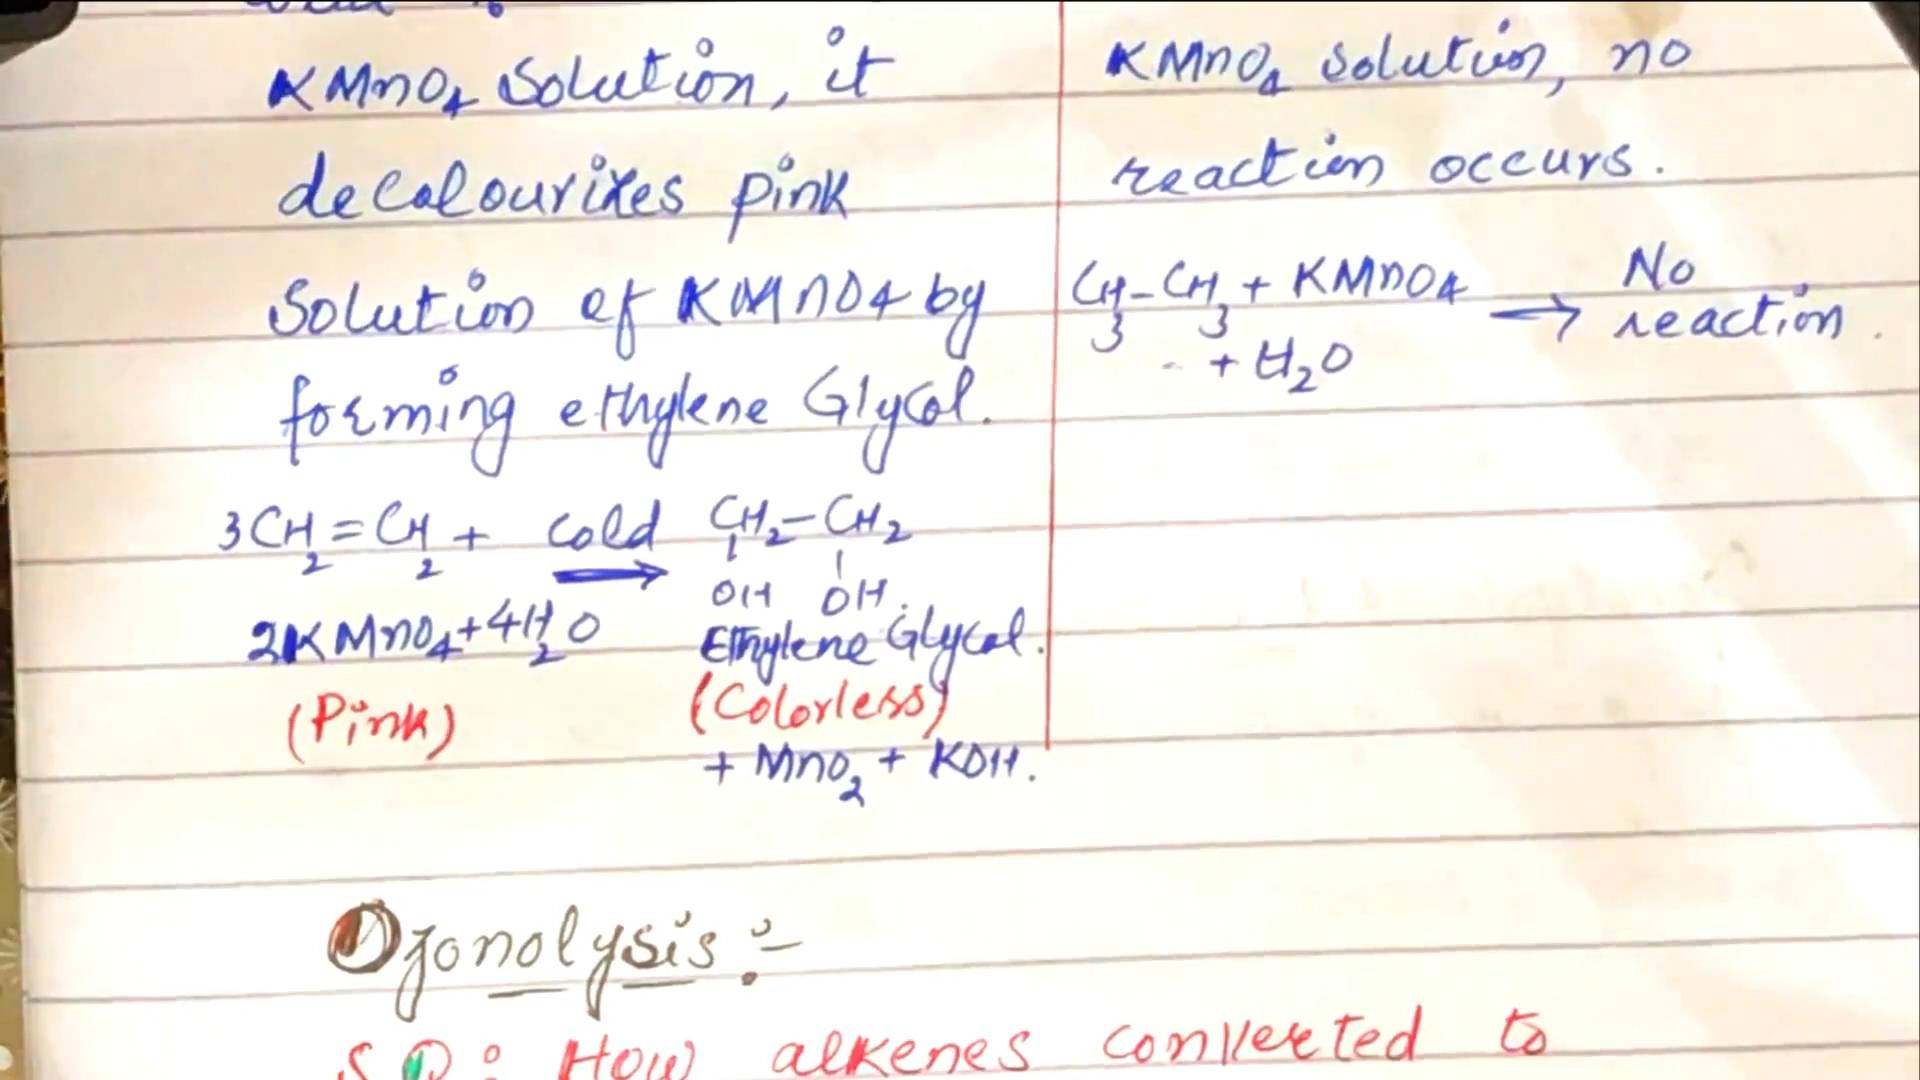 KMnO4 Solution, it
decolourizes pink
Solution of KMnO4 by
forming ethylene Glycol.
3CH2=CH2 + cold → CH2-CH2
OH OH.
2KMnO4+4H2O Ethylene Glycol.
(Pink) (Colorless)
+ MnO2 + KOH.
KMnO4 solution, no
reaction occurs.
CH3-CH3 + KMnO4 → No
+ H2O reaction.
Ozonolysis:-
SQ: How alkenes converted to